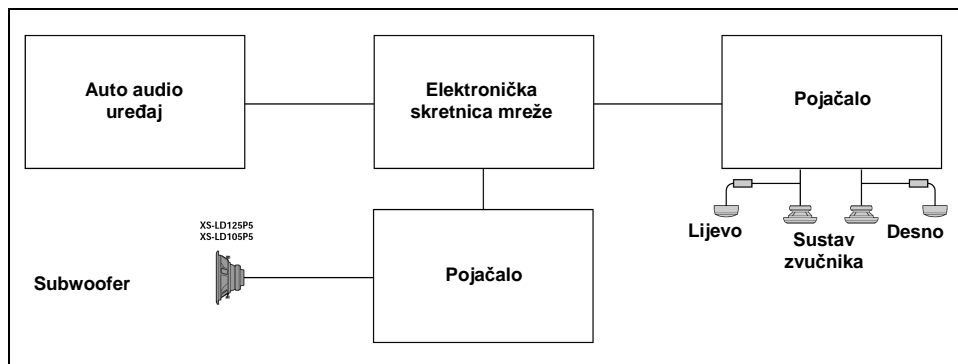 Auto audio
uređaj
Elektronička
skretnica mreže
Pojačalo
Lijevo
Sustav
zvučnika
Desno
XS-LD125P5
XS-LD105P5
Subwoofer
Pojačalo